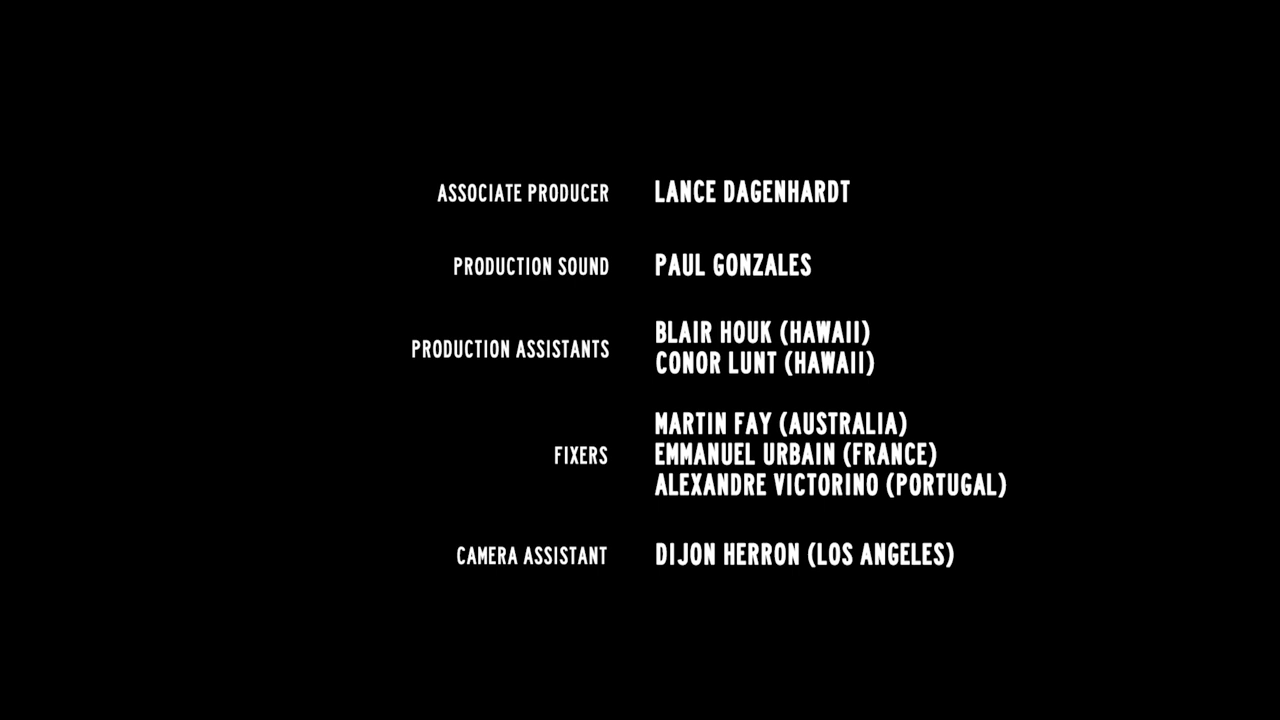 ASSOCIATE PRODUCER LANCE DAGENHARDT
PRODUCTION SOUND PAUL GONZALES
PRODUCTION ASSISTANTS BLAIR HOUK (HAWAII)
CONOR LUNT (HAWAII)
FIXERS MARTIN FAY (AUSTRALIA)
EMMANUEL URBAIN (FRANCE)
ALEXANDRE VICTORINO (PORTUGAL)
CAMERA ASSISTANT DIJON HERRON (LOS ANGELES)